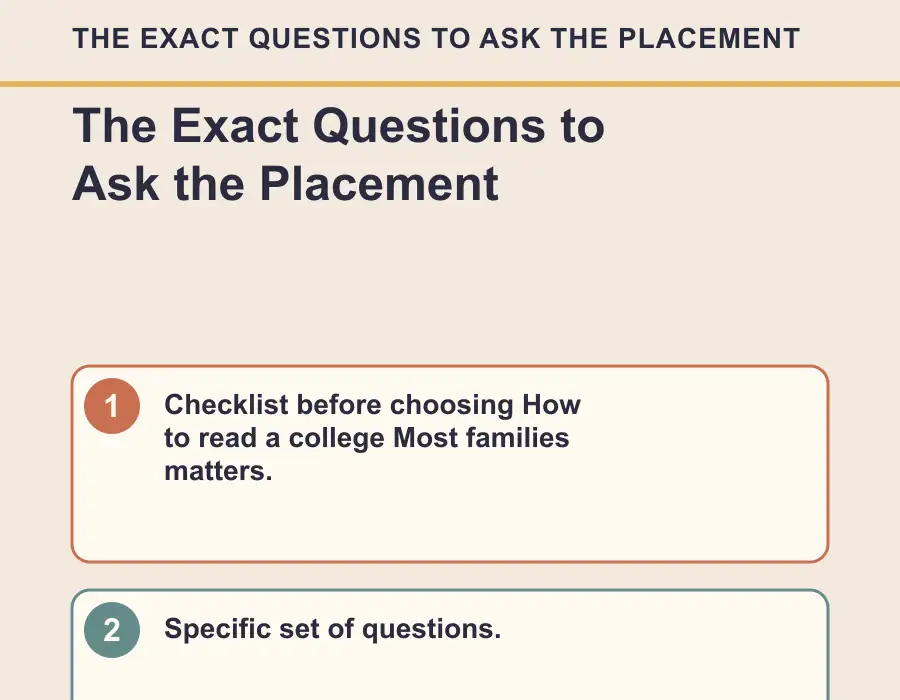 THE EXACT QUESTIONS TO ASK THE PLACEMENT
The Exact Questions to
Ask the Placement
1
Checklist before choosing How
to read a college Most families
matters.
2
Specific set of questions.